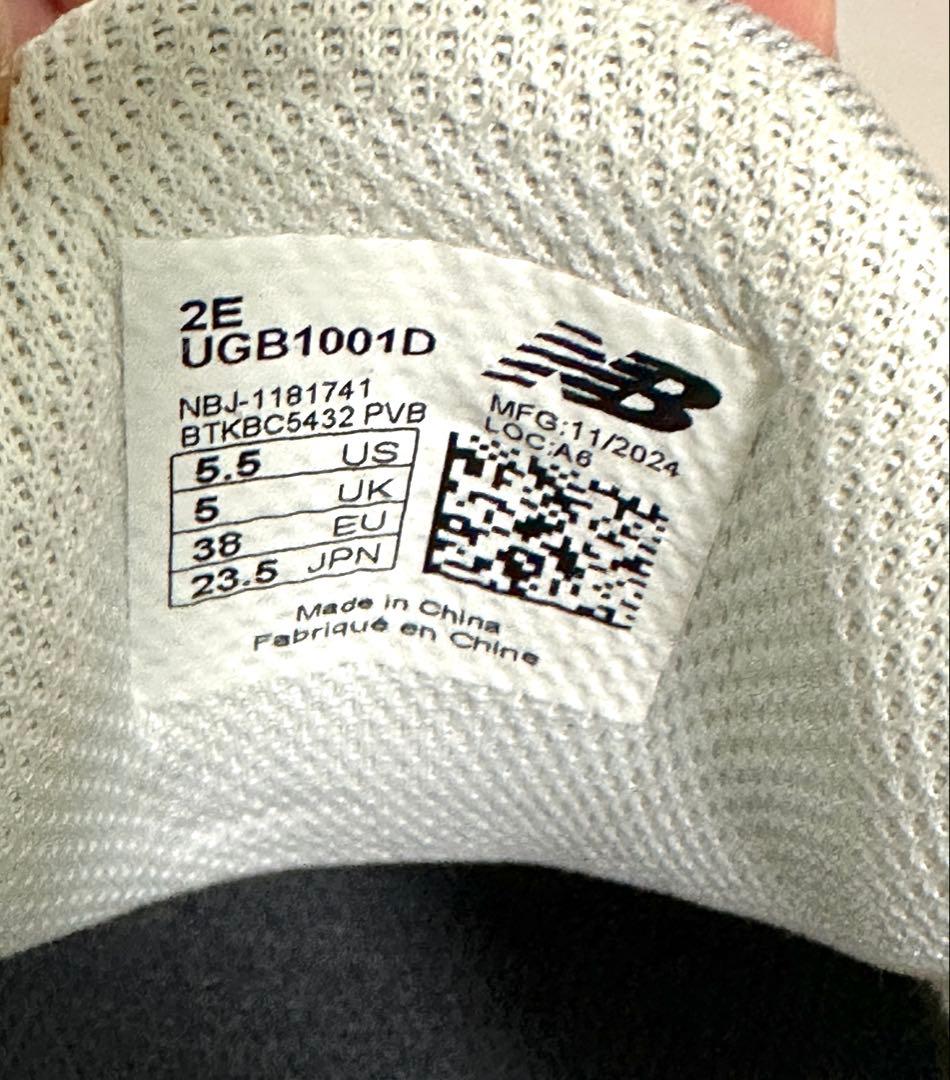 2E
UGB1001D
NBJ-1181741
BTKBC5432 PVB
5.5 US
5 UK
38 EU
23.5 JPN
NB
MFG:11/2024
LOC:A6
Made in China
Fabriqué en Chine